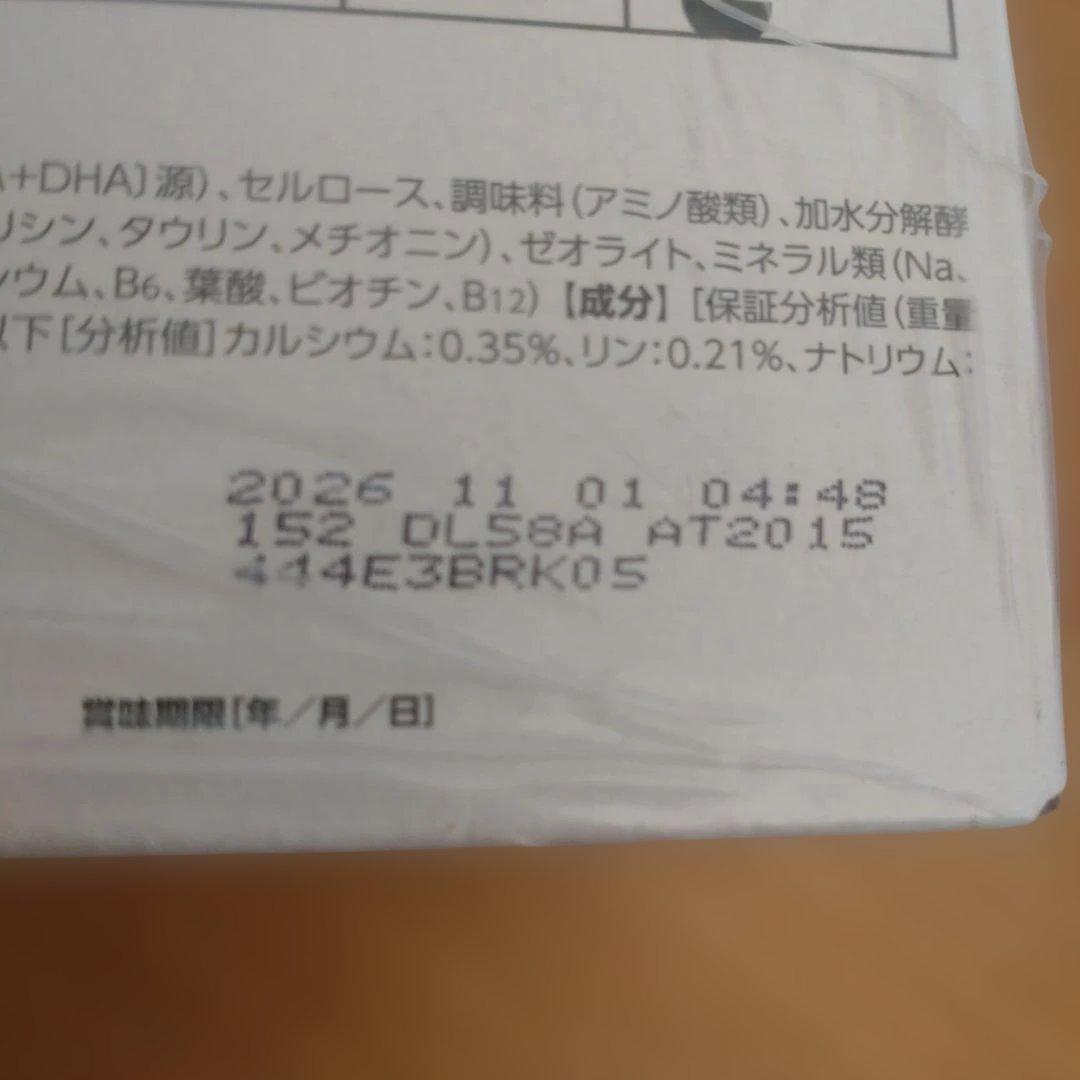 A+DHA〕源)、セルロース、調味料(アミノ酸類)、加水分解酵
リシン、タウリン、メチオニン)、ゼオライト、ミネラル類(Na、
ウム、B6、葉酸、ビオチン、B12)【成分】[保証分析値(重量
以下[分析値]カルシウム:0.35%、リン:0.21%、ナトリウム:
2026 11 01 04:48
152 DL58A AT2015
444E3BRK05
賞味期限[年/月/日]